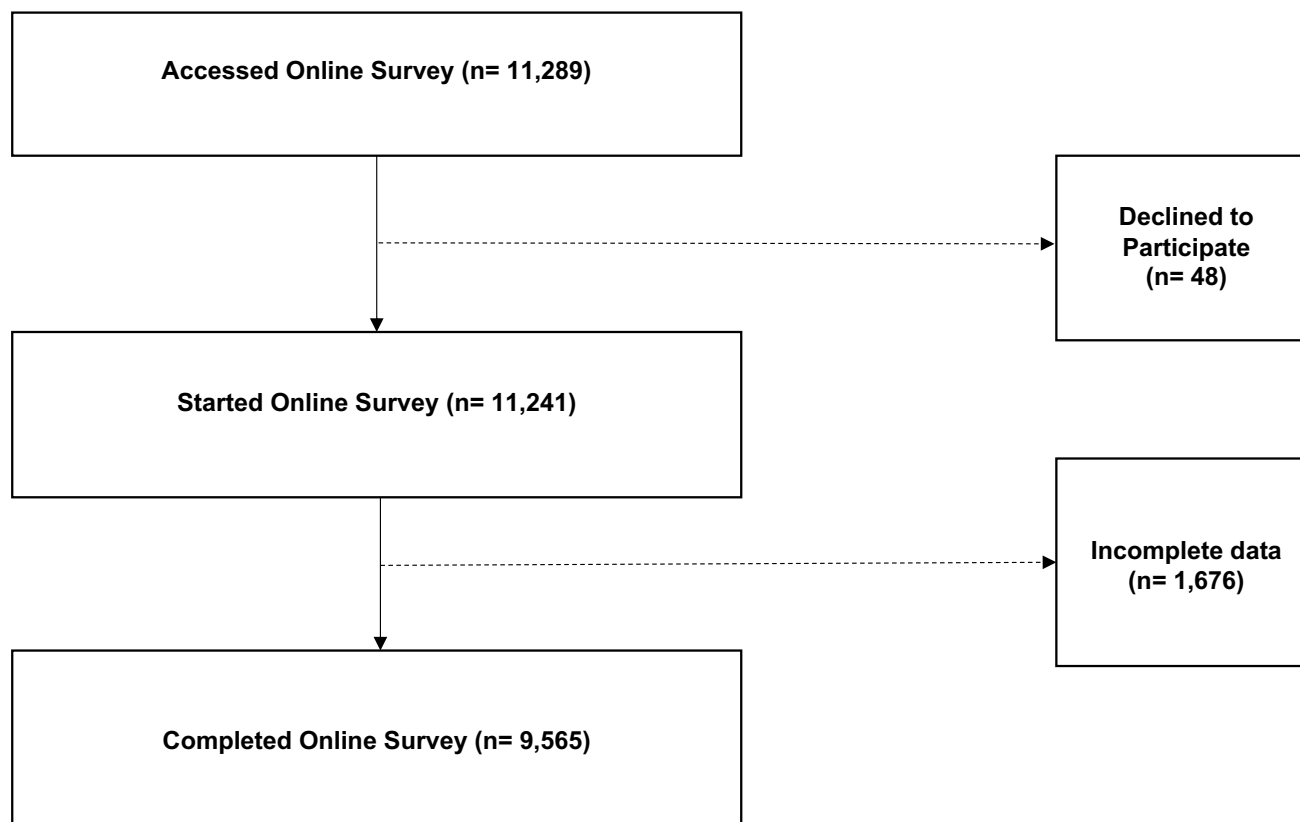 Accessed Online Survey (n= 11,289)
Declined to
Participate
(n= 48)
Started Online Survey (n= 11,241)
Incomplete data
(n= 1,676)
Completed Online Survey (n= 9,565)